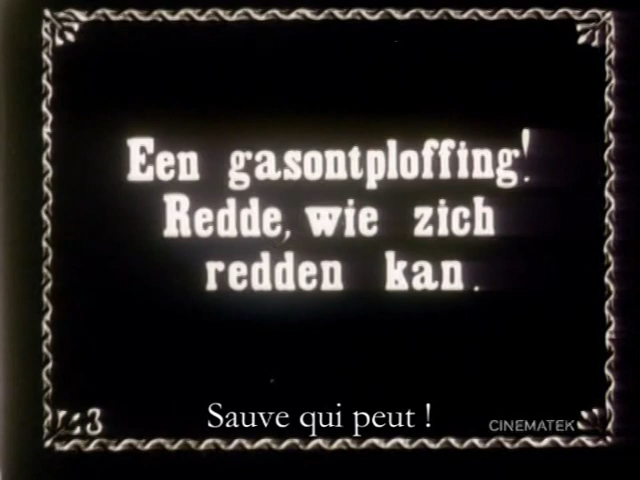 Een gasontploffing!
Redde, wie zich
redden kan.
3
Sauve qui peut !
CINEMATEK